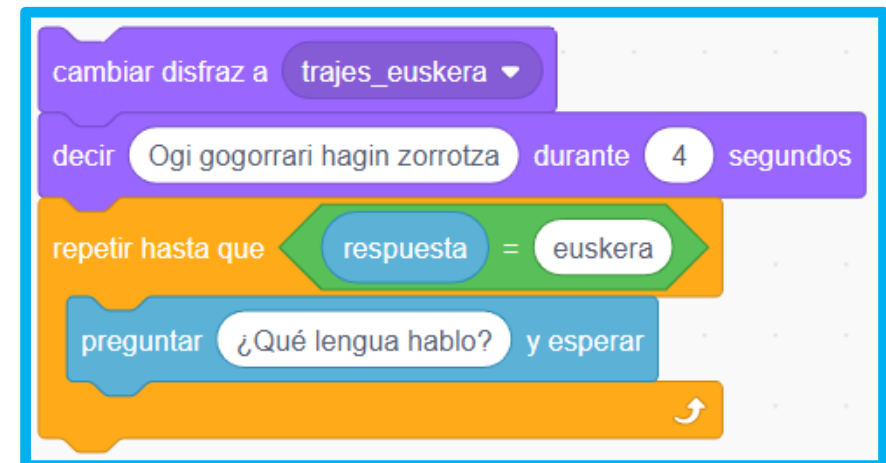 cambiar disfraz a trajes_euskera
decir Ogi gogorrari hagin zorrotza durante 4 segundos
repetir hasta que respuesta = euskera
preguntar ¿Qué lengua hablo? y esperar